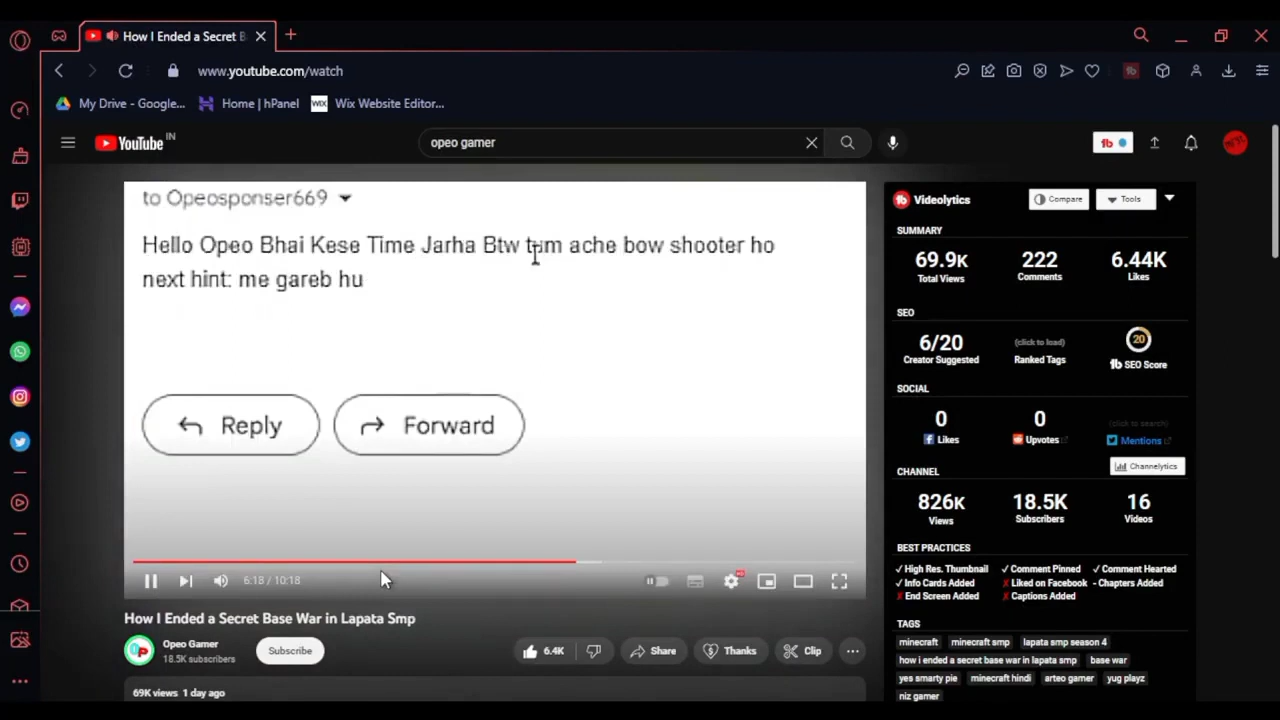 How I Ended a Secret B
www.youtube.com/watch
My Drive - Google...
Home | hPanel
WIX
Wix Website Editor...
YouTube IN
opeo gamer
to Opeosponser669
Hello Opeo Bhai Kese Time Jarha Btw tum ache bow shooter ho
next hint: me gareb hu
Reply
Forward
6:18 / 10:18
HD
How I Ended a Secret Base War in Lapata Smp
Opeo Gamer
18.5K subscribers
Subscribe
6.4K
Share
Thanks
Clip
69K views 1 day ago
Videolytics
Compare
Tools
SUMMARY
69.9K
222
6.44K
Total Views
Comments
Likes
SEO
6/20
(click to load)
20
Creator Suggested
Ranked Tags
tb SEO Score
SOCIAL
0
0
(click to search)
Likes
Upvotes
Mentions
CHANNEL
Channelytics
826K
18.5K
16
Views
Subscribers
Videos
BEST PRACTICES
✓ High Res. Thumbnail
✓ Comment Pinned
✓ Comment Hearted
✓ Info Cards Added
✗ Liked on Facebook
- Chapters Added
✗ End Screen Added
✗ Captions Added
TAGS
minecraft
minecraft smp
lapata smp season 4
how i ended a secret base war in lapata smp
base war
yes smarty pie
minecraft hindi
arteo gamer
yug playz
niz gamer